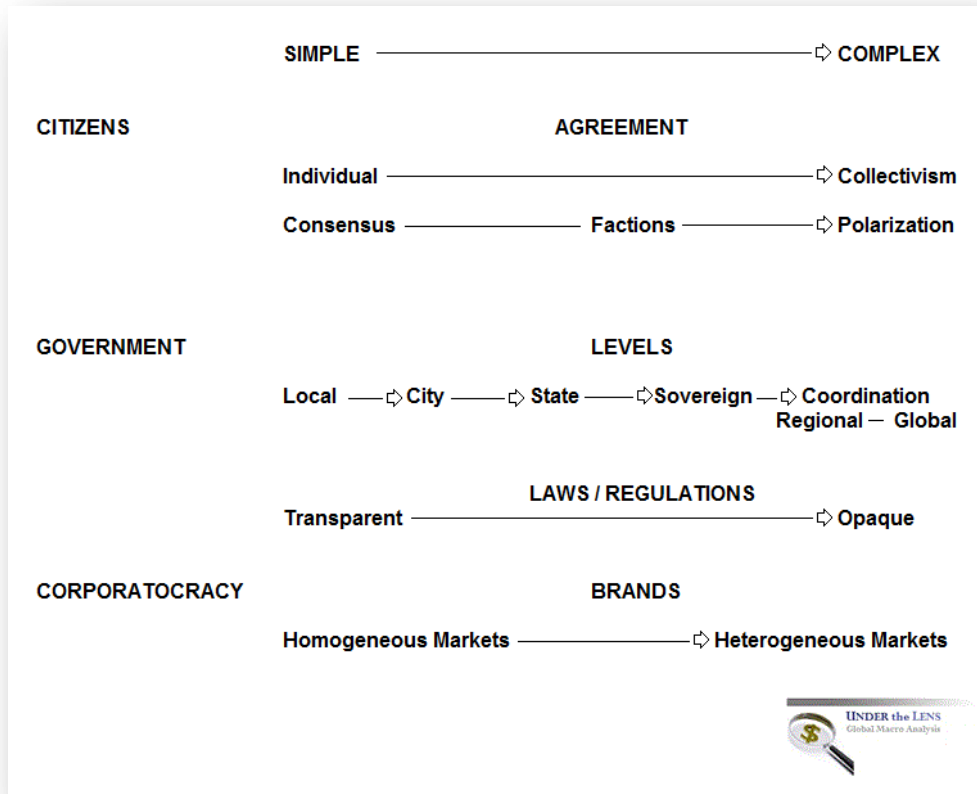 SIMPLE COMPLEX
CITIZENS AGREEMENT
Individual Collectivism
Consensus Factions Polarization
GOVERNMENT LEVELS
Local City State Sovereign Coordination
Regional – Global
LAWS / REGULATIONS
Transparent Opaque
CORPORATOCRACY BRANDS
Homogeneous Markets Heterogeneous Markets
UNDER the LENS
Global Macro Analysis
$